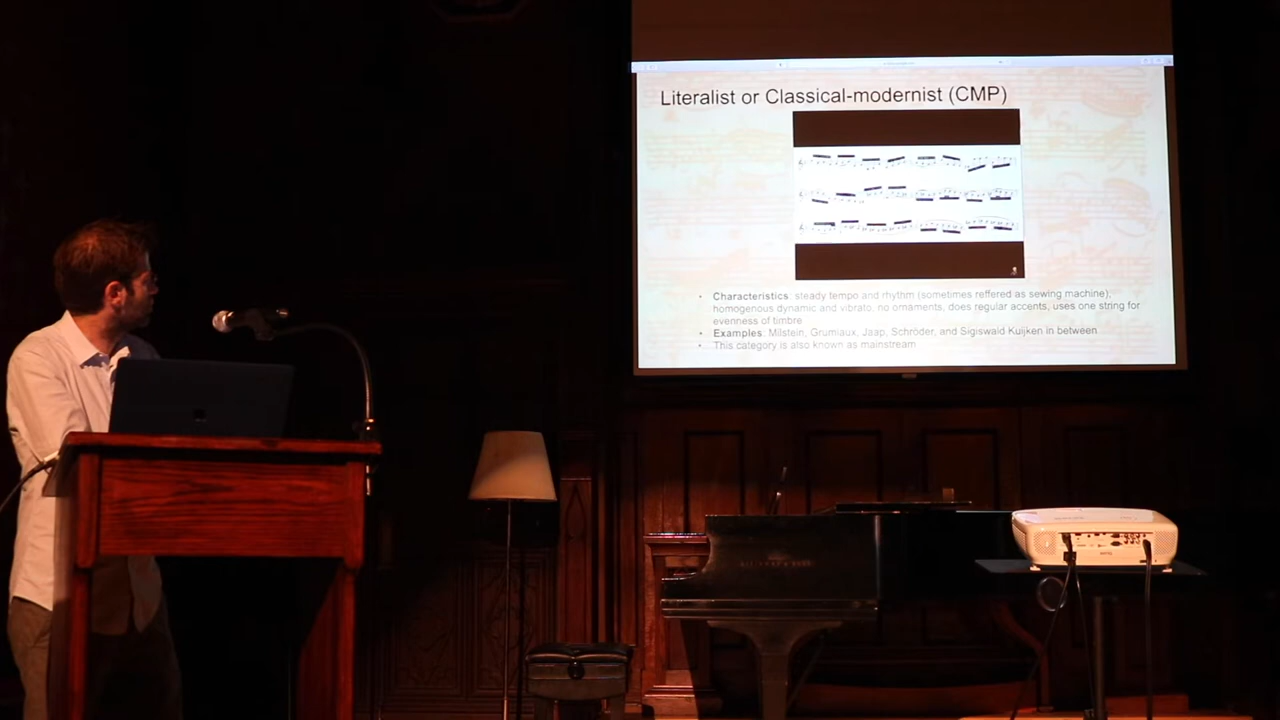 Literalist or Classical-modernist (CMP)
• Characteristics: steady tempo and rhythm (sometimes reffered as sewing machine),
homogenous dynamic and vibrato, no ornaments, does regular accents, uses one string for
evenness of timbre
• Examples: Milstein, Grumiaux, Jaap, Schröder, and Sigiswald Kuijken in between
• This category is also known as mainstream